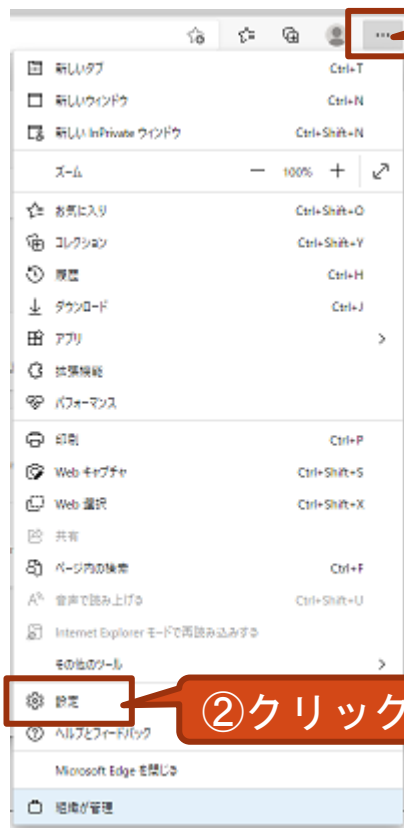 …
新しいタブ Ctrl+T
新しいウィンドウ Ctrl+N
新しい InPrivate ウィンドウ Ctrl+Shift+N
ズーム — 100% +
お気に入り Ctrl+Shift+O
コレクション Ctrl+Shift+Y
履歴 Ctrl+H
ダウンロード Ctrl+J
アプリ >
拡張機能
パフォーマンス
印刷 Ctrl+P
Web キャプチャ Ctrl+Shift+S
Web 選択 Ctrl+Shift+X
共有
ページ内の検索 Ctrl+F
音声で読み上げる Ctrl+Shift+U
Internet Explorer モードで再読み込みする
その他のツール >
設定
②クリック
ヘルプとフィードバック
Microsoft Edge を閉じる
組織が管理